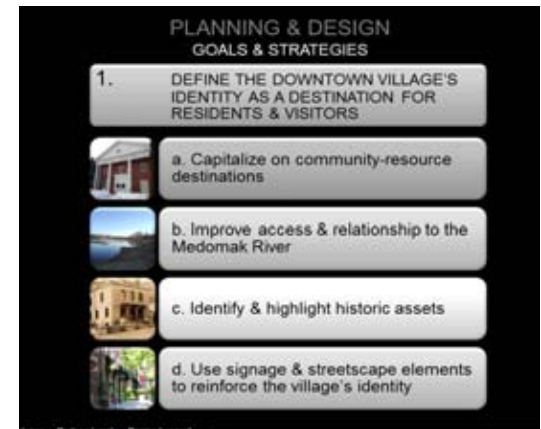 PLANNING & DESIGN
GOALS & STRATEGIES
1. DEFINE THE DOWNTOWN VILLAGE'S
IDENTITY AS A DESTINATION FOR
RESIDENTS & VISITORS
a. Capitalize on community-resource
destinations
b. Improve access & relationship to the
Medomak River
c. Identify & highlight historic assets
d. Use signage & streetscape elements
to reinforce the village's identity